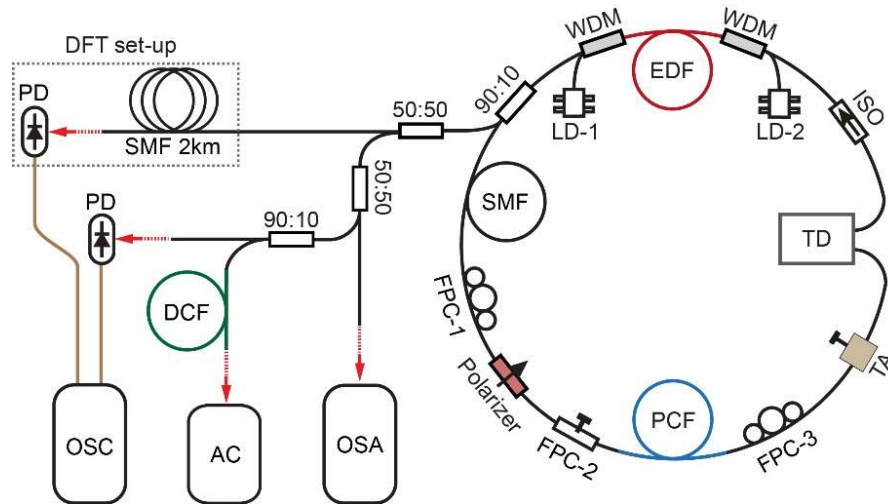 DFT set-up
PD
SMF 2km
50:50
90:10
WDM
EDF
WDM
LD-1
LD-2
ISO
50:50
PD
90:10
SMF
TD
DCF
FPC-1
TA
Polarizer
PCF
FPC-2
FPC-3
OSC
AC
OSA